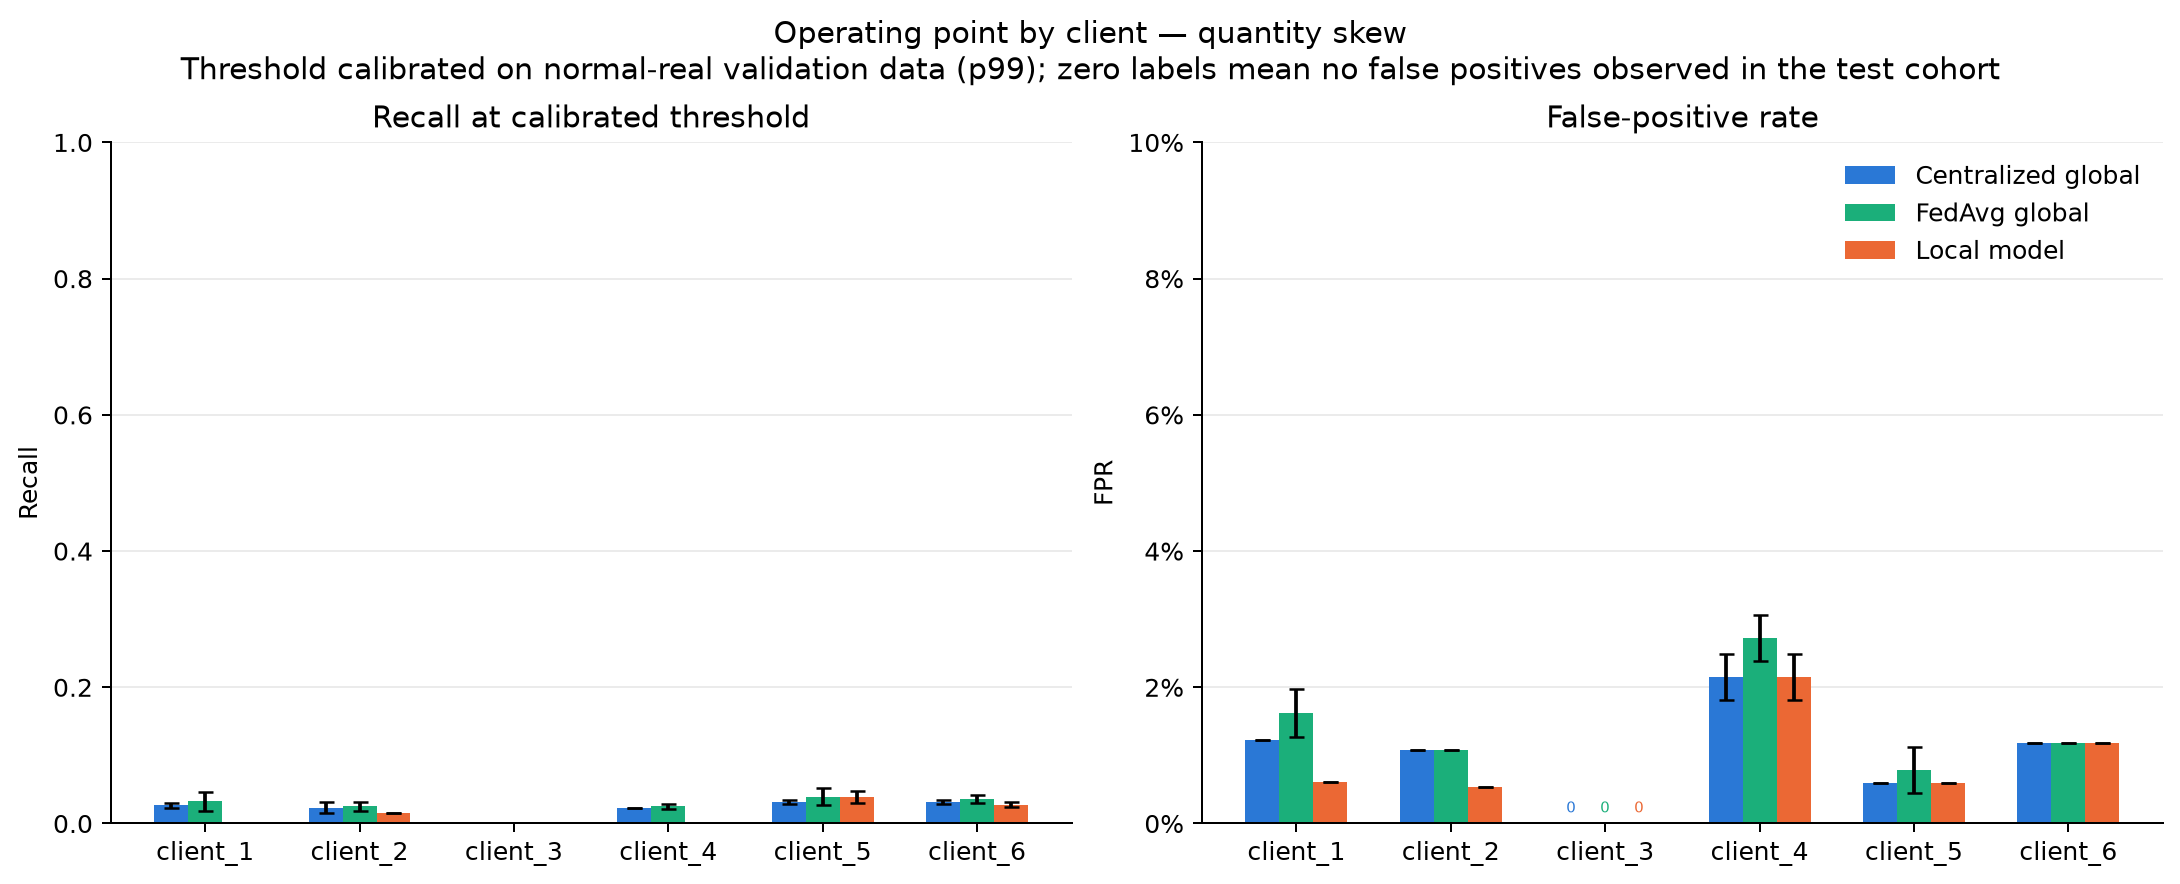 Operating point by client — quantity skew
Threshold calibrated on normal-real validation data (p99); zero labels mean no false positives observed in the test cohort
Recall at calibrated threshold
1.0
0.8
0.6
0.4
0.2
0.0
Recall
client_1 client_2 client_3 client_4 client_5 client_6
False-positive rate
10%
8%
6%
4%
2%
0%
FPR
Centralized global
FedAvg global
Local model
0 0 0
client_1 client_2 client_3 client_4 client_5 client_6